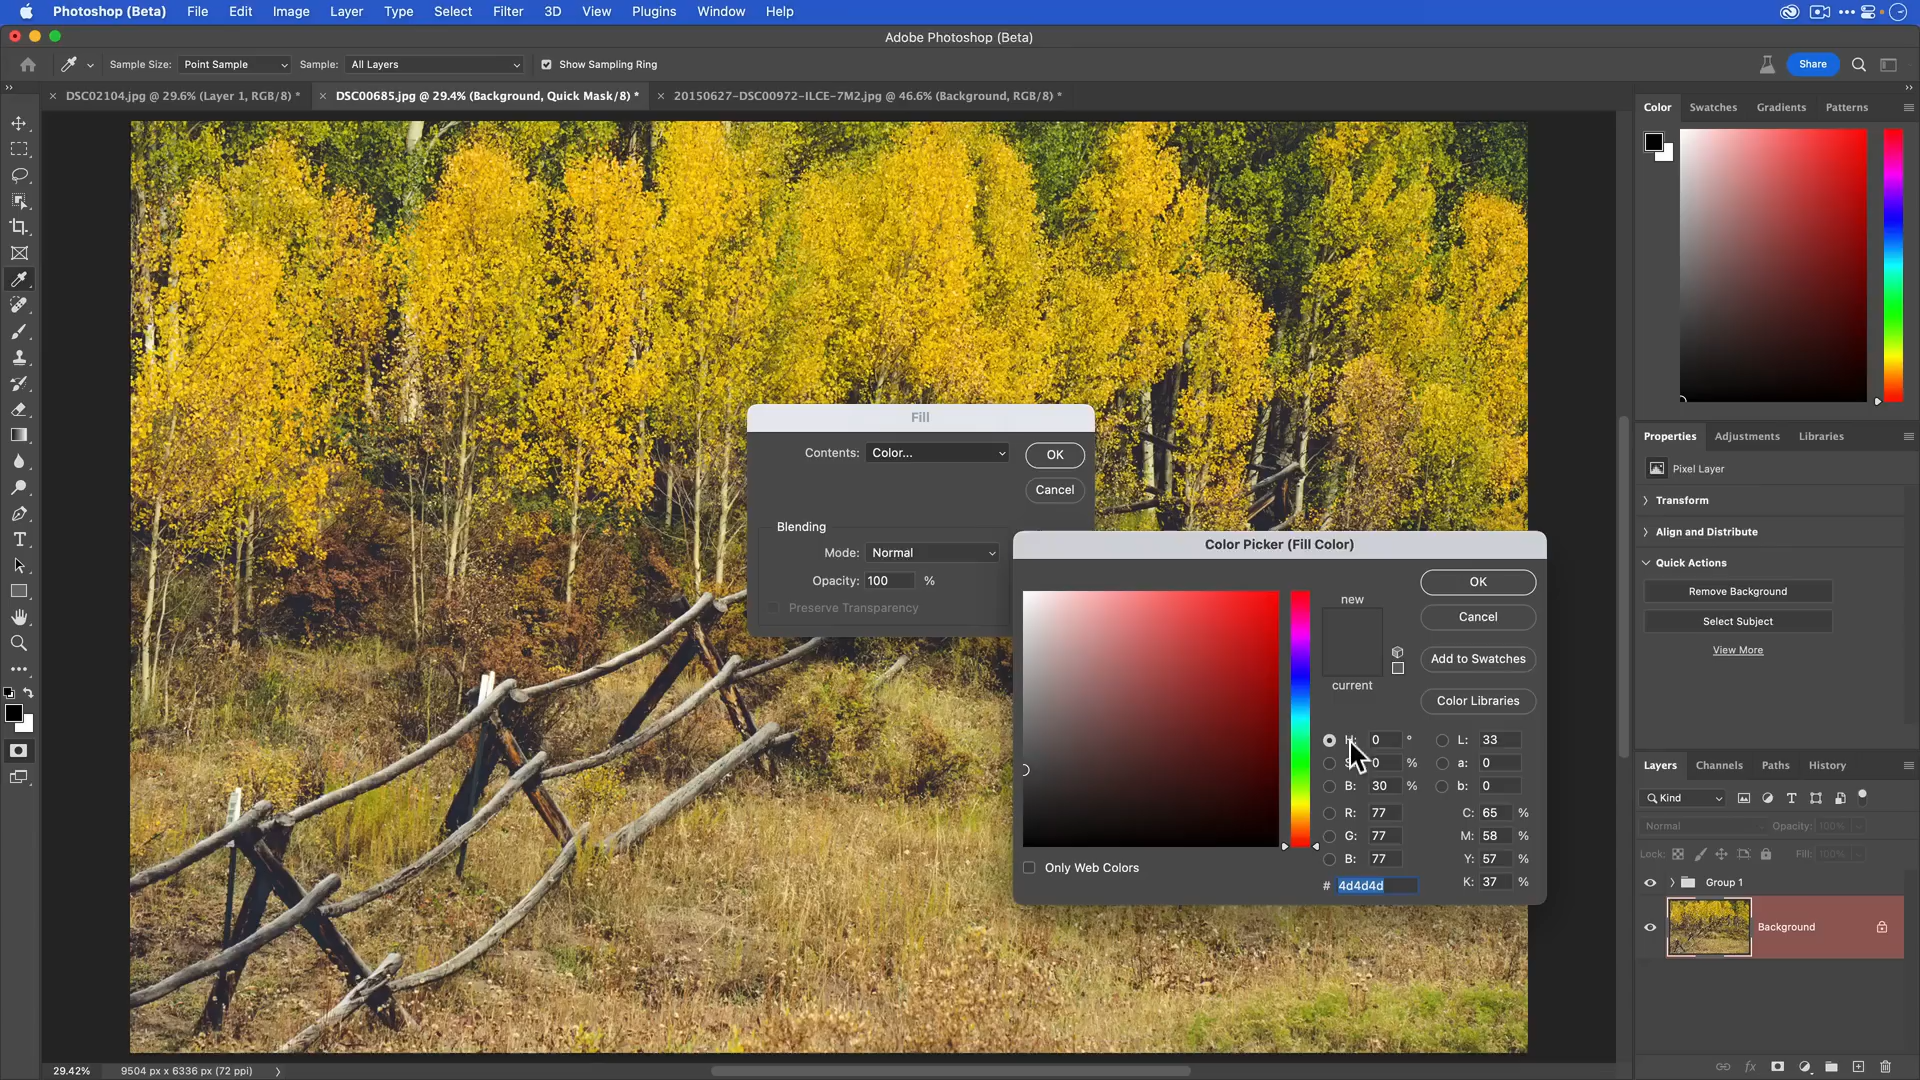 Photoshop (Beta) File Edit Image Layer Type Select Filter 3D View Plugins Window Help
Adobe Photoshop (Beta)
Sample Size: Point Sample Sample: All Layers Show Sampling Ring Share
DSC02104.jpg @ 29.6% (Layer 1, RGB/8) * DSC00685.jpg @ 29.4% (Background, Quick Mask/8) * 20150627-DSC00972-ILCE-7M2.jpg @ 46.6% (Background, RGB/8) *
Color Swatches Gradients Patterns
Fill
Contents: Color... OK
Cancel
Blending
Mode: Normal
Opacity: 100 %
Preserve Transparency
Color Picker (Fill Color)
new
current
OK
Cancel
Add to Swatches
Color Libraries
H: 0 ° L: 33
0 % a: 0
B: 30 % b: 0
R: 77 C: 65 %
G: 77 M: 58 %
B: 77 Y: 57 %
# 4d4d4d K: 37 %
Only Web Colors
Properties Adjustments Libraries
Pixel Layer
Transform
Align and Distribute
Quick Actions
Remove Background
Select Subject
View More
Layers Channels Paths History
Kind
Normal Opacity: 100%
Lock: Fill: 100%
Group 1
Background
29.42% 9504 px x 6336 px (72 ppi)